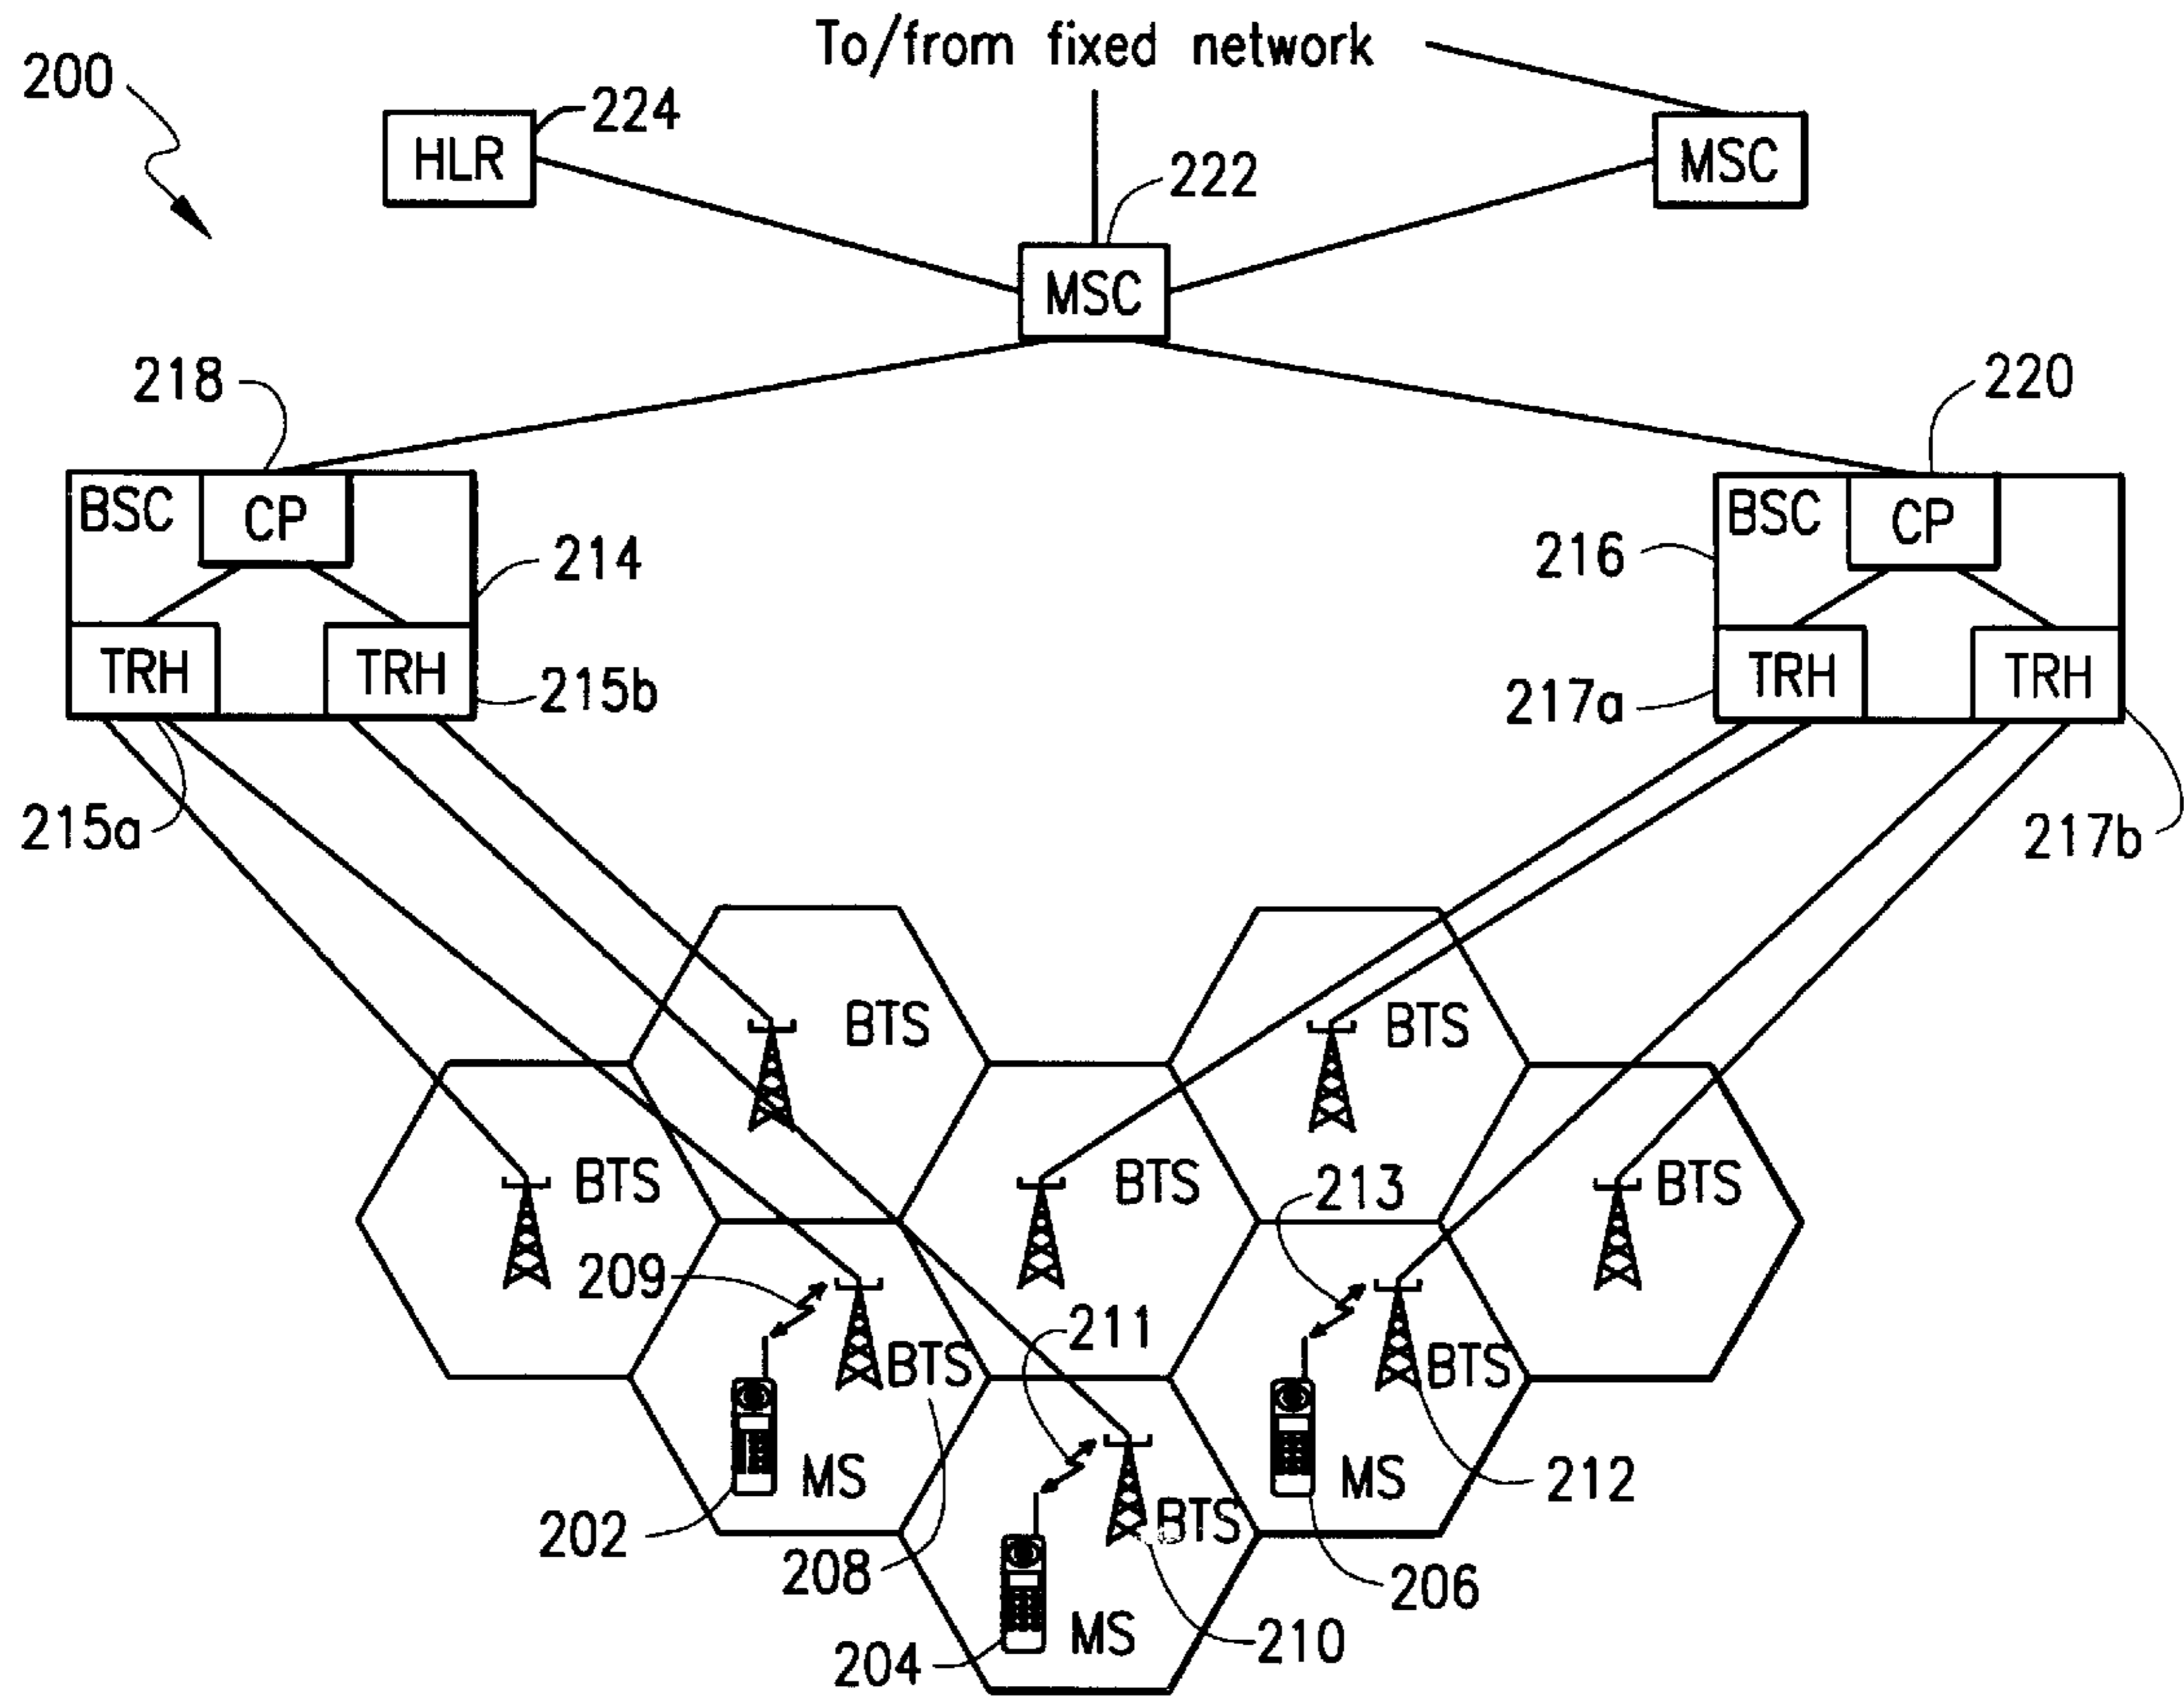 To/from fixed network
200
HLR
224
MSC
222
MSC
218
220
BSC
CP
BSC
CP
214
216
TRH
TRH
215b
217a
TRH
TRH
215a
217b
BTS
BTS
BTS
BTS
213
BTS
209
211
BTS
BTS
MS
MS
212
202
BTS
208
206
MS
210
204